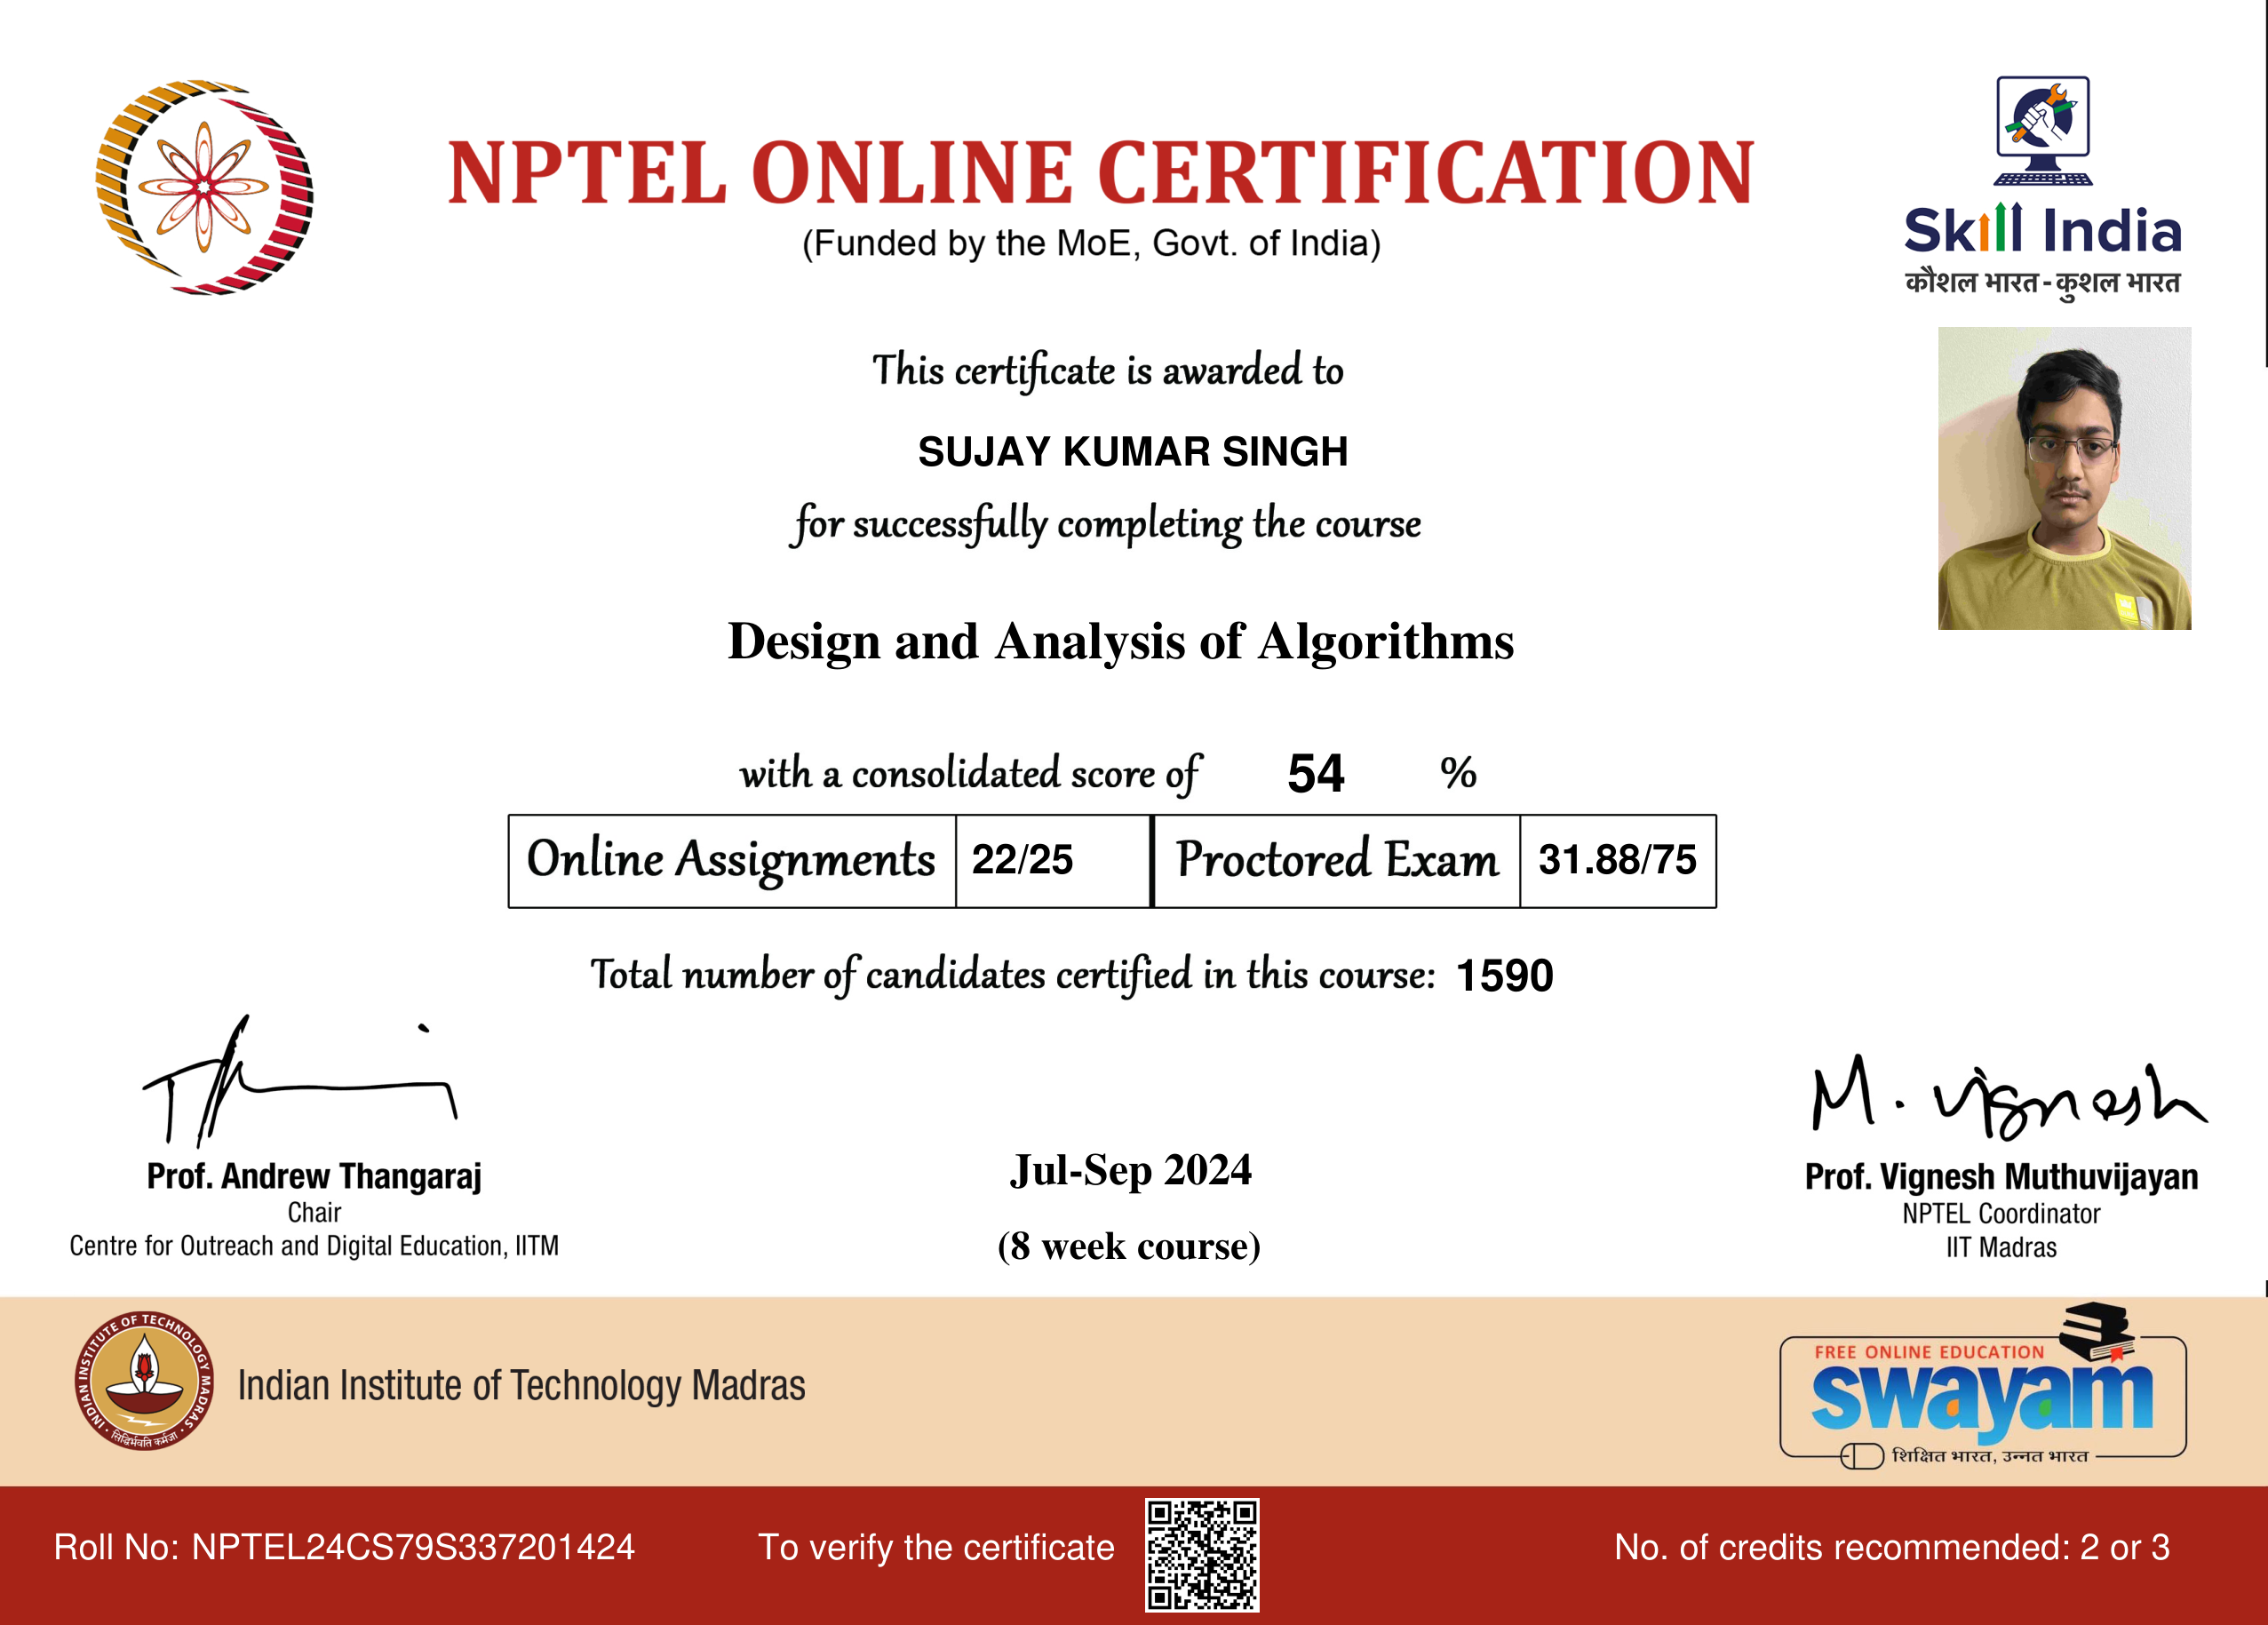 NPTEL ONLINE CERTIFICATION
(Funded by the MoE, Govt. of India)
Skill India
कौशल भारत - कुशल भारत
This certificate is awarded to
SUJAY KUMAR SINGH
for successfully completing the course
Design and Analysis of Algorithms
with a consolidated score of 54 %
Online Assignments 22/25 Proctored Exam 31.88/75
Total number of candidates certified in this course: 1590
M. Vignesh
Prof. Andrew Thangaraj
Chair
Centre for Outreach and Digital Education, IITM
Jul-Sep 2024
(8 week course)
Prof. Vignesh Muthuvijayan
NPTEL Coordinator
IIT Madras
INDIAN INSTITUTE OF TECHNOLOGY MADRAS
सिद्धिर्भवति कर्मजा
Indian Institute of Technology Madras
FREE ONLINE EDUCATION
swayam
शिक्षित भारत, उन्नत भारत
Roll No: NPTEL24CS79S337201424
To verify the certificate
No. of credits recommended: 2 or 3